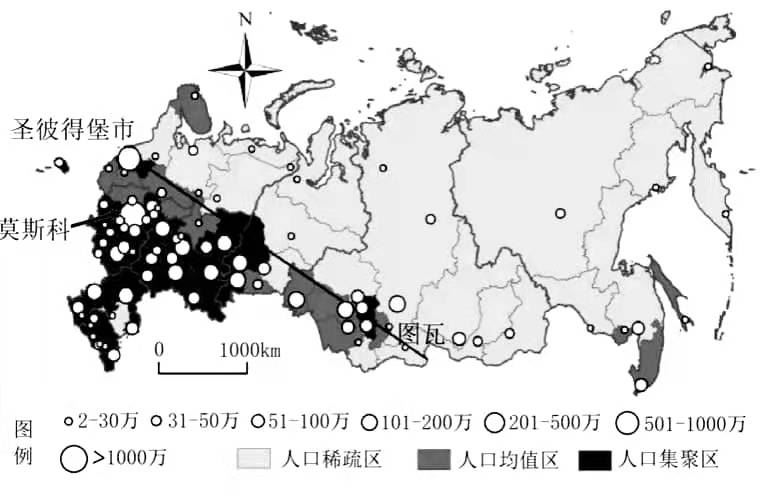 N
圣彼得堡市
莫斯科
图瓦
0 1000km
图例
2-30万 31-50万 51-100万 101-200万 201-500万 501-1000万
>1000万 人口稀疏区 人口均值区 人口集聚区